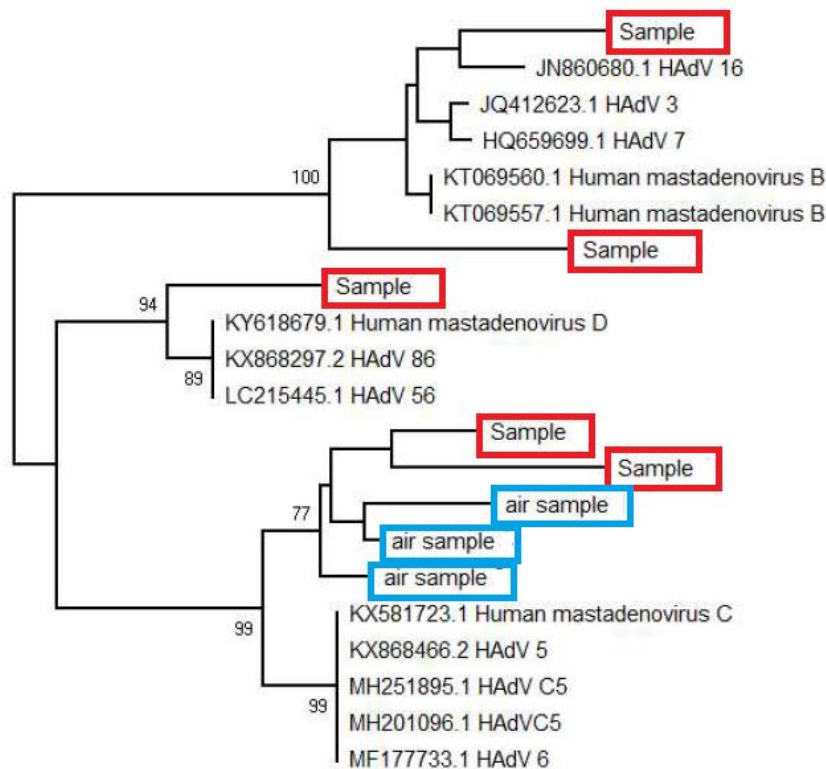 Sample
JN860680.1 HAdV 16
JQ412623.1 HAdV 3
HQ659699.1 HAdV 7
100
KT069560.1 Human mastadenovirus B
KT069557.1 Human mastadenovirus B
Sample
Sample
94
KY618679.1 Human mastadenovirus D
KX868297.2 HAdV 86
89
LC215445.1 HAdV 56
Sample
Sample
air sample
77
air sample
air sample
KX581723.1 Human mastadenovirus C
99
KX868466.2 HAdV 5
MH251895.1 HAdV C5
99
MH201096.1 HAdVC5
MF177733.1 HAdV 6